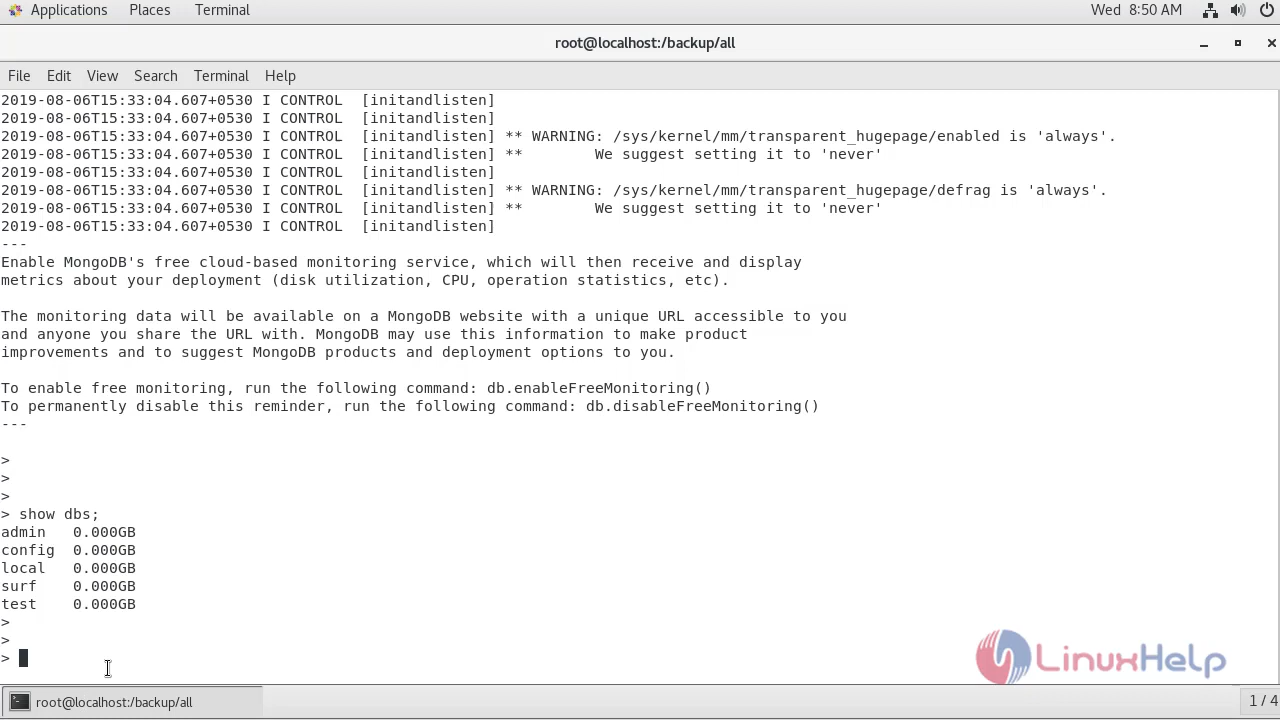 Applications Places Terminal Wed 8:50 AM
root@localhost:/backup/all
File Edit View Search Terminal Help
2019-08-06T15:33:04.607+0530 I CONTROL  [initandlisten]
2019-08-06T15:33:04.607+0530 I CONTROL  [initandlisten]
2019-08-06T15:33:04.607+0530 I CONTROL  [initandlisten] ** WARNING: /sys/kernel/mm/transparent_hugepage/enabled is 'always'.
2019-08-06T15:33:04.607+0530 I CONTROL  [initandlisten] **        We suggest setting it to 'never'
2019-08-06T15:33:04.607+0530 I CONTROL  [initandlisten]
2019-08-06T15:33:04.607+0530 I CONTROL  [initandlisten] ** WARNING: /sys/kernel/mm/transparent_hugepage/defrag is 'always'.
2019-08-06T15:33:04.607+0530 I CONTROL  [initandlisten] **        We suggest setting it to 'never'
2019-08-06T15:33:04.607+0530 I CONTROL  [initandlisten]
---
Enable MongoDB's free cloud-based monitoring service, which will then receive and display
metrics about your deployment (disk utilization, CPU, operation statistics, etc).
The monitoring data will be available on a MongoDB website with a unique URL accessible to you
and anyone you share the URL with. MongoDB may use this information to make product
improvements and to suggest MongoDB products and deployment options to you.
To enable free monitoring, run the following command: db.enableFreeMonitoring()
To permanently disable this reminder, run the following command: db.disableFreeMonitoring()
---
>
>
>
> show dbs;
admin   0.000GB
config  0.000GB
local   0.000GB
surf    0.000GB
test    0.000GB
>
>
>
LinuxHelp
root@localhost:/backup/all 1 / 4